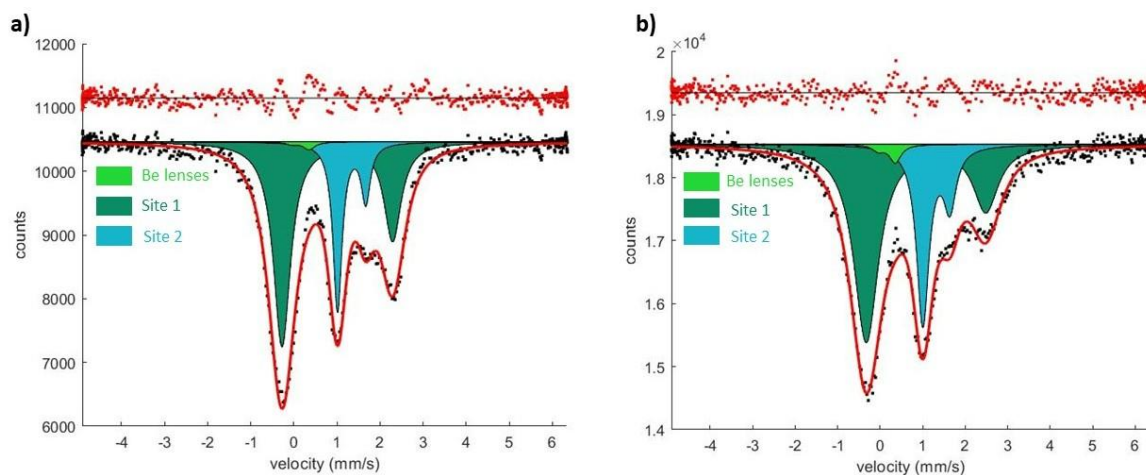 a)
12000
11000
10000
9000
8000
7000
6000
counts
Be lenses
Site 1
Site 2
-4 -3 -2 -1 0 1 2 3 4 5 6
velocity (mm/s)
b)
×10⁴
2
1.9
1.8
1.7
1.6
1.5
1.4
counts
Be lenses
Site 1
Site 2
-4 -3 -2 -1 0 1 2 3 4 5 6
velocity (mm/s)